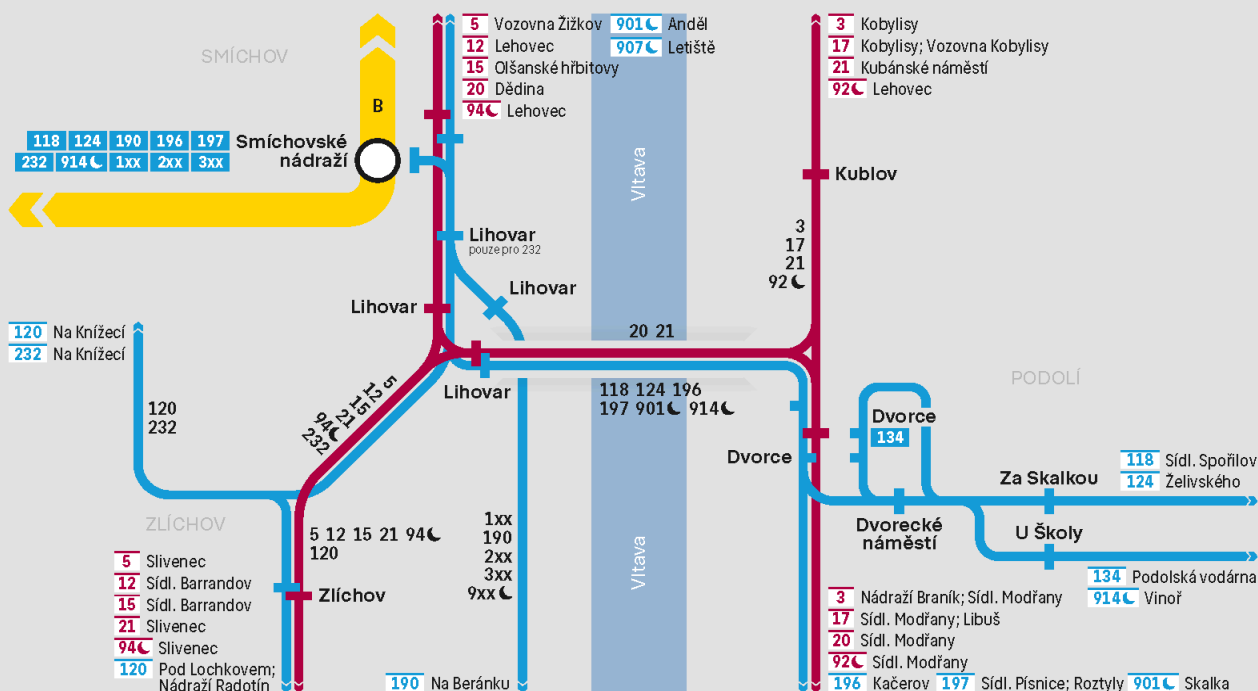 SMÍCHOV
B
118 124 190 196 197
232 914 1xx 2xx 3xx
Smíchovské
nádraží
5 Vozovna Žižkov
12 Lehovec
15 Olšanské hřbitovy
20 Dědina
94 Lehovec
901 Anděl
907 Letiště
Vltava
3 Kobylisy
17 Kobylisy; Vozovna Kobylisy
21 Kubánské náměstí
92 Lehovec
Kublov
3
17
21
92
Lihovar
pouze pro 232
Lihovar
Lihovar
Lihovar
20 21
118 124 196
197 901 914
120 Na Knížecí
232 Na Knížecí
120
232
5
12
15
21
94
232
PODOLÍ
Dvorce
134
Dvorce
Dvorecké
náměstí
Za Skalkou
U Školy
118 Sídl. Spořilov
124 Želivského
134 Podolská vodárna
914 Vinoř
ZLÍCHOV
5 12 15 21 94
120
Zlíchov
5 Slivenec
12 Sídl. Barrandov
15 Sídl. Barrandov
21 Slivenec
94 Slivenec
120 Pod Lochkovem;
Nádraží Radotín
1xx
190
2xx
3xx
9xx
190 Na Beránku
Vltava
3 Nádraží Braník; Sídl. Modřany
17 Sídl. Modřany; Libuš
20 Sídl. Modřany
92 Sídl. Modřany
196 Kačerov 197 Sídl. Písnice; Roztyly 901 Skalka